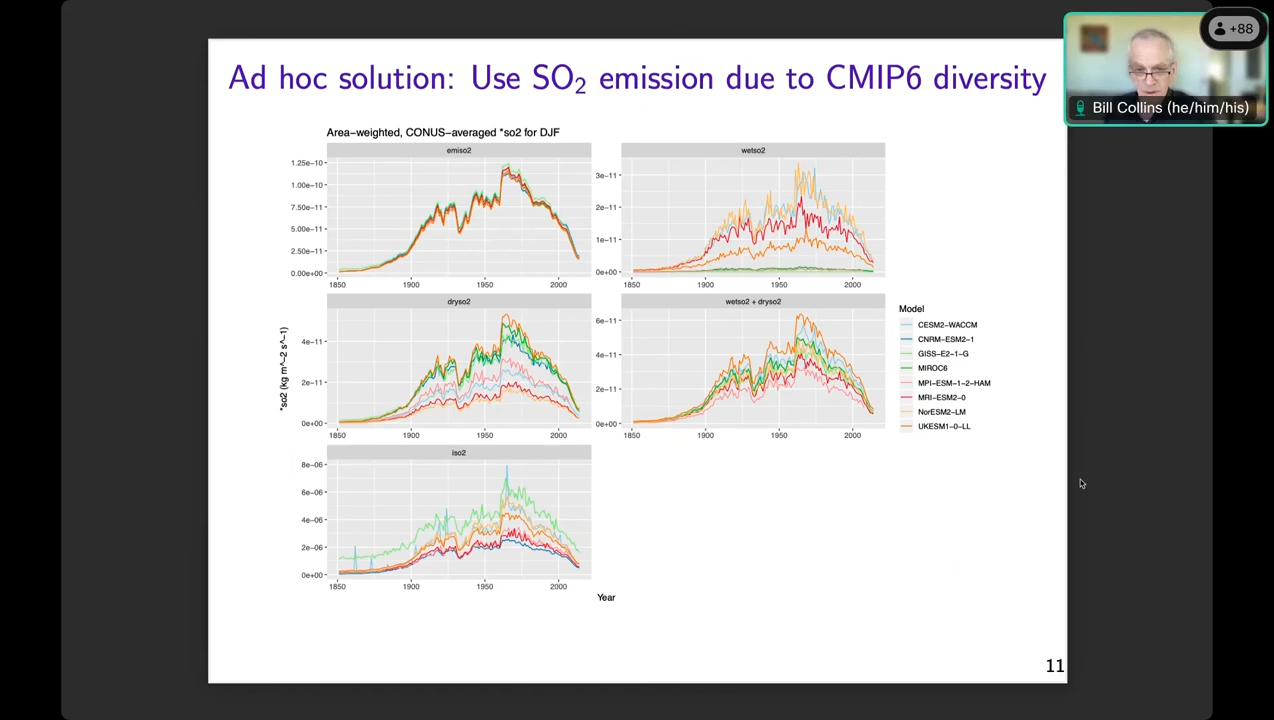 +88
Bill Collins (he/him/his)
Ad hoc solution: Use SO₂ emission due to CMIP6 diversity
Area−weighted, CONUS−averaged *so2 for DJF
emiso2
1.25e−10
1.00e−10
7.50e−11
5.00e−11
2.50e−11
0.00e+00
1850 1900 1950 2000
wetso2
3e−11
2e−11
1e−11
0e+00
1850 1900 1950 2000
dryso2
4e−11
2e−11
0e+00
1850 1900 1950 2000
wetso2 + dryso2
6e−11
4e−11
2e−11
0e+00
1850 1900 1950 2000
lso2
8e−06
6e−06
4e−06
2e−06
0e+00
1850 1900 1950 2000
*so2 (kg m^−2 s^−1)
Year
Model
CESM2−WACCM
CNRM−ESM2−1
GISS−E2−1−G
MIROC6
MPI−ESM−1−2−HAM
MRI−ESM2−0
NorESM2−LM
UKESM1−0−LL
11